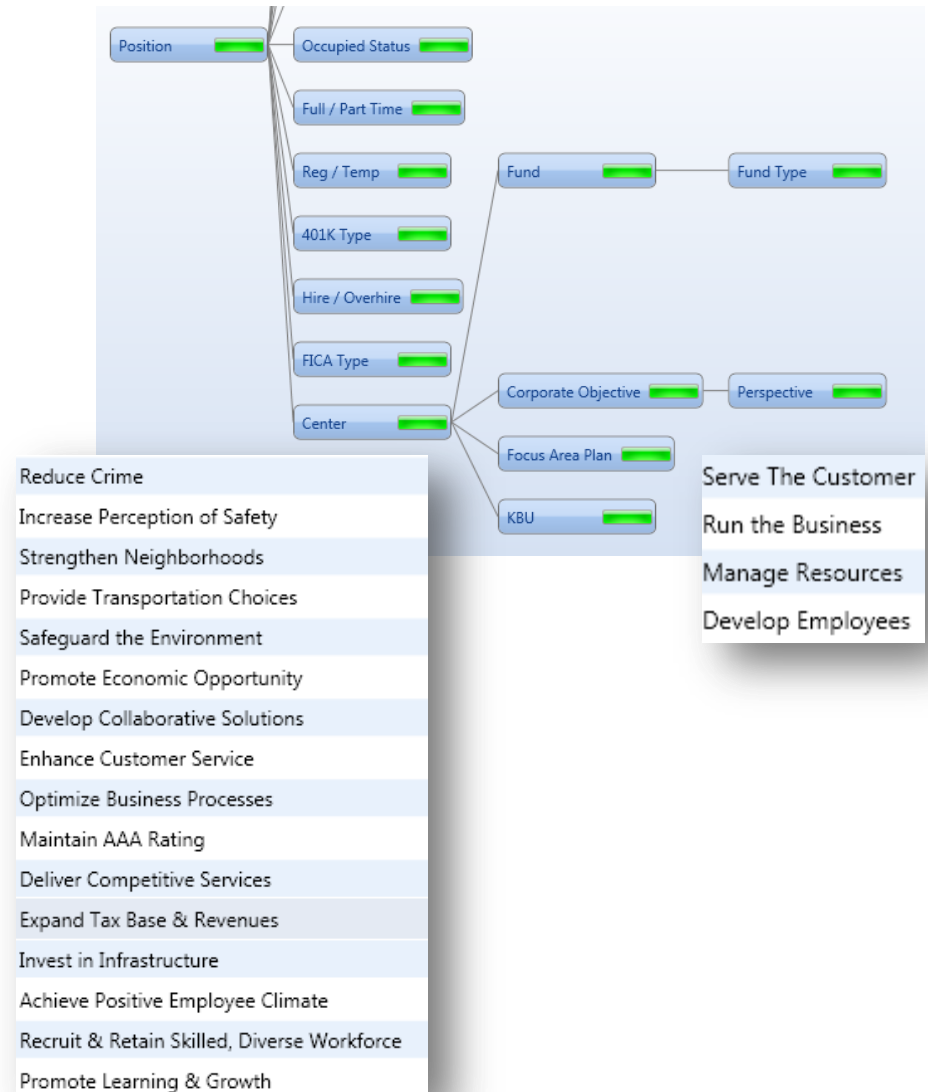 Position
Occupied Status
Full / Part Time
Reg / Temp
Fund
Fund Type
401K Type
Hire / Overhire
FICA Type
Corporate Objective
Perspective
Center
Focus Area Plan
KBU
Reduce Crime
Increase Perception of Safety
Strengthen Neighborhoods
Provide Transportation Choices
Safeguard the Environment
Promote Economic Opportunity
Develop Collaborative Solutions
Enhance Customer Service
Optimize Business Processes
Maintain AAA Rating
Deliver Competitive Services
Expand Tax Base & Revenues
Invest in Infrastructure
Achieve Positive Employee Climate
Recruit & Retain Skilled, Diverse Workforce
Promote Learning & Growth
Serve The Customer
Run the Business
Manage Resources
Develop Employees